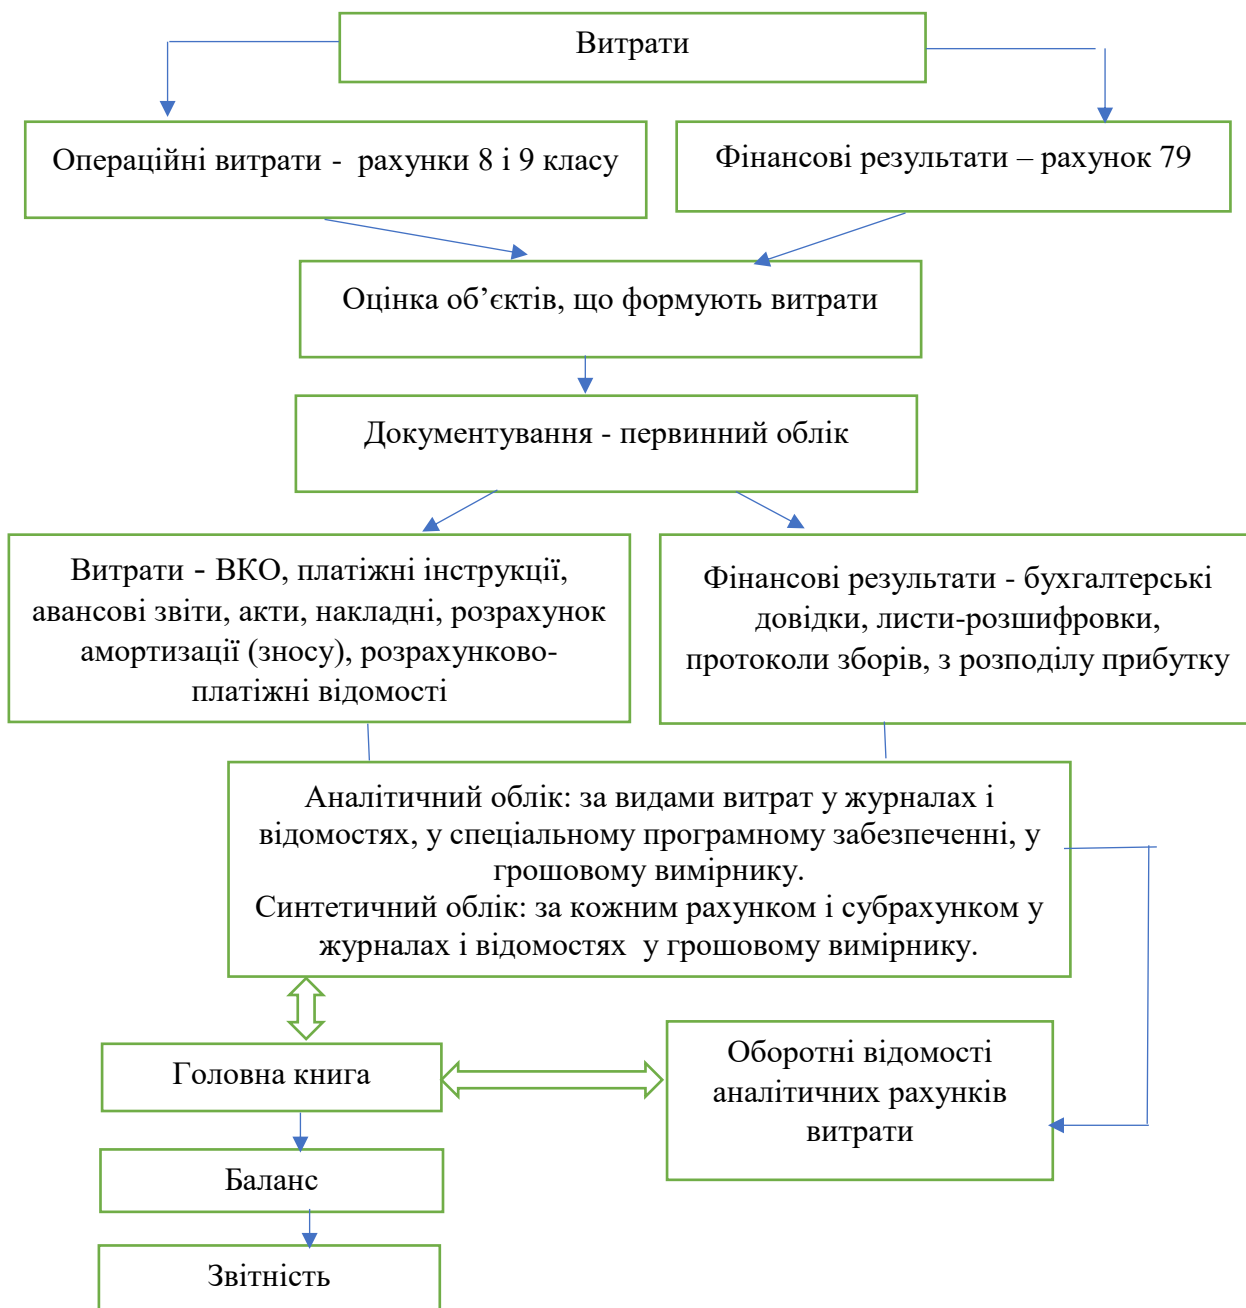 Витрати
Операційні витрати - рахунки 8 і 9 класу
Фінансові результати – рахунок 79
Оцінка об’єктів, що формують витрати
Документування - первинний облік
Витрати - ВКО, платіжні інструкції,
авансові звіти, акти, накладні, розрахунок
амортизації (зносу), розрахунково-
платіжні відомості
Фінансові результати - бухгалтерські
довідки, листи-розшифровки,
протоколи зборів, з розподілу прибутку
Аналітичний облік: за видами витрат у журналах і
відомостях, у спеціальному програмному забезпеченні, у
грошовому вимірнику.
Синтетичний облік: за кожним рахунком і субрахунком у
журналах і відомостях у грошовому вимірнику.
Головна книга
Оборотні відомості
аналітичних рахунків
витрати
Баланс
Звітність